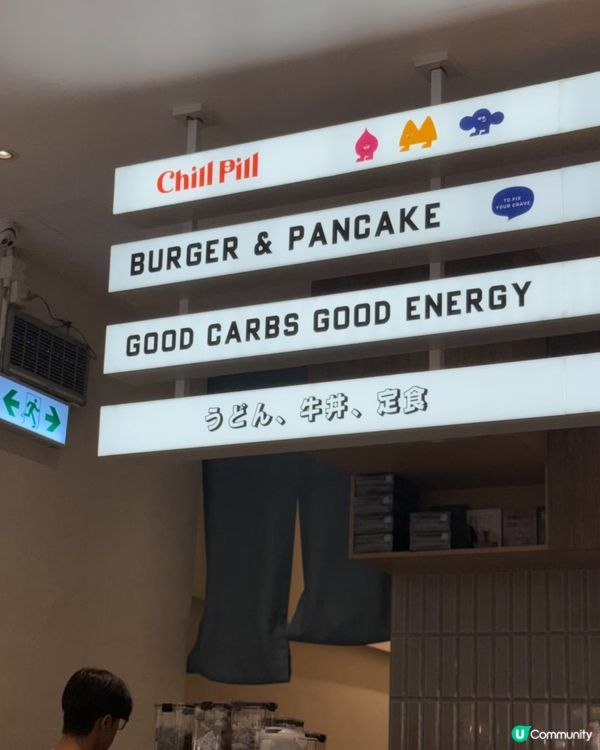 Chill Pill
BURGER & PANCAKE
TO FIX
YOUR CRAVE
GOOD CARBS GOOD ENERGY
うどん、牛丼、定食
U Community